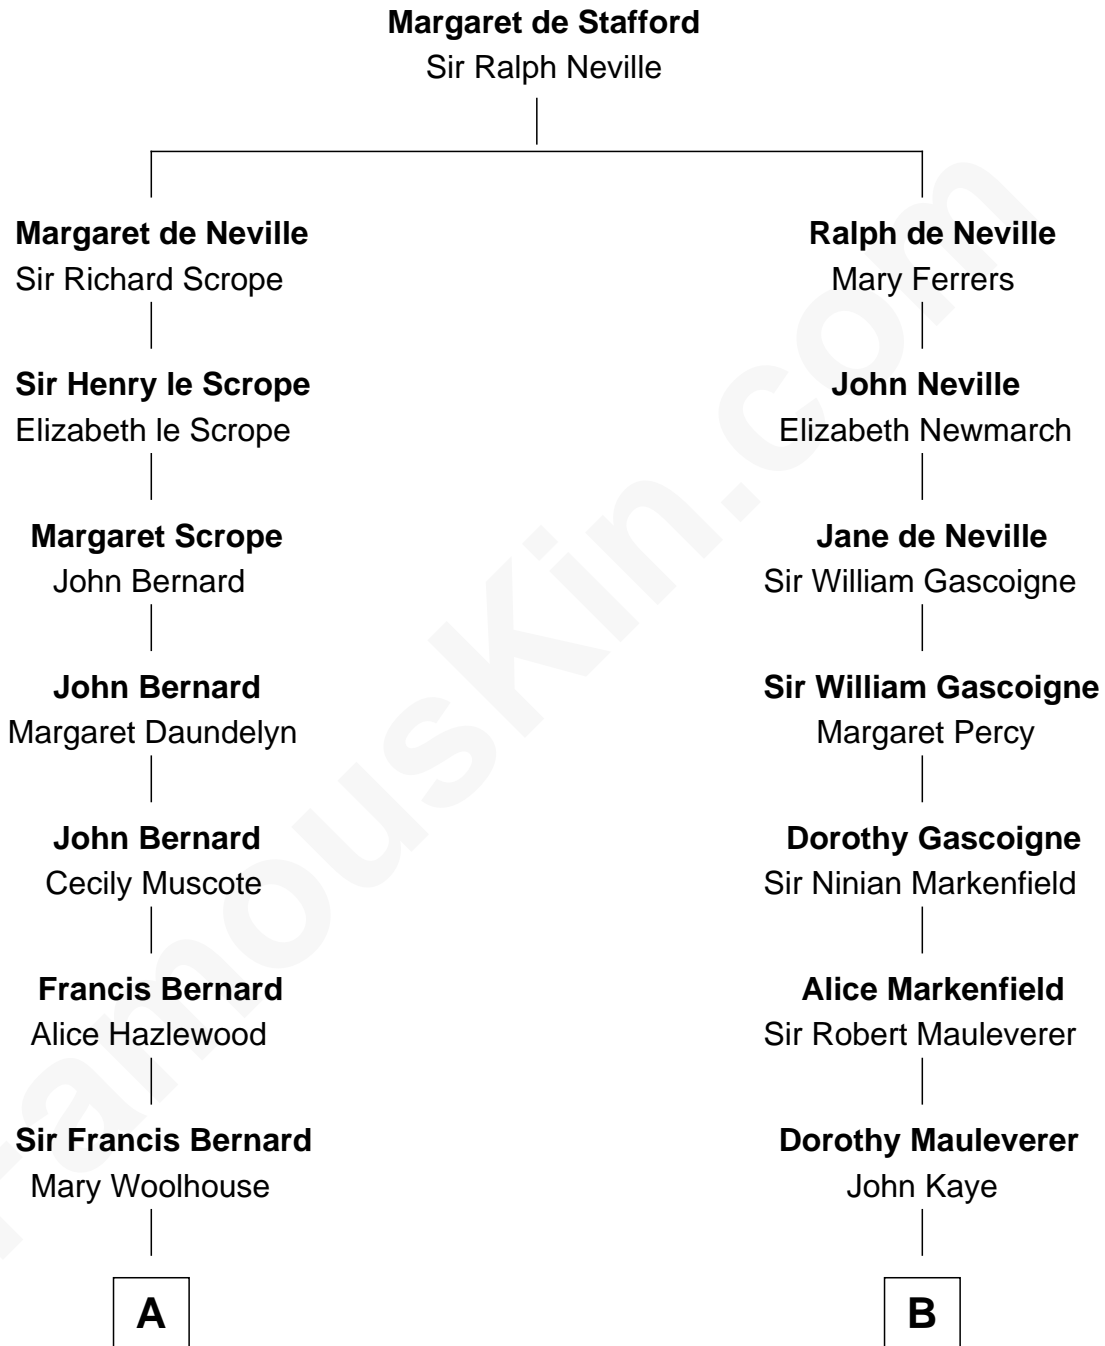 Margaret de Stafford
Sir Ralph Neville
Margaret de Neville
Sir Richard Scrope
Ralph de Neville
Mary Ferrers
Sir Henry le Scrope
Elizabeth le Scrope
John Neville
Elizabeth Newmarch
Margaret Scrope
John Bernard
Jane de Neville
Sir William Gascoigne
John Bernard
Margaret Daundelyn
Sir William Gascoigne
Margaret Percy
John Bernard
Cecily Muscote
Dorothy Gascoigne
Sir Ninian Markenfield
Francis Bernard
Alice Hazlewood
Alice Markenfield
Sir Robert Mauleverer
Sir Francis Bernard
Mary Woolhouse
Dorothy Mauleverer
John Kaye
A
B
FamousKin.com